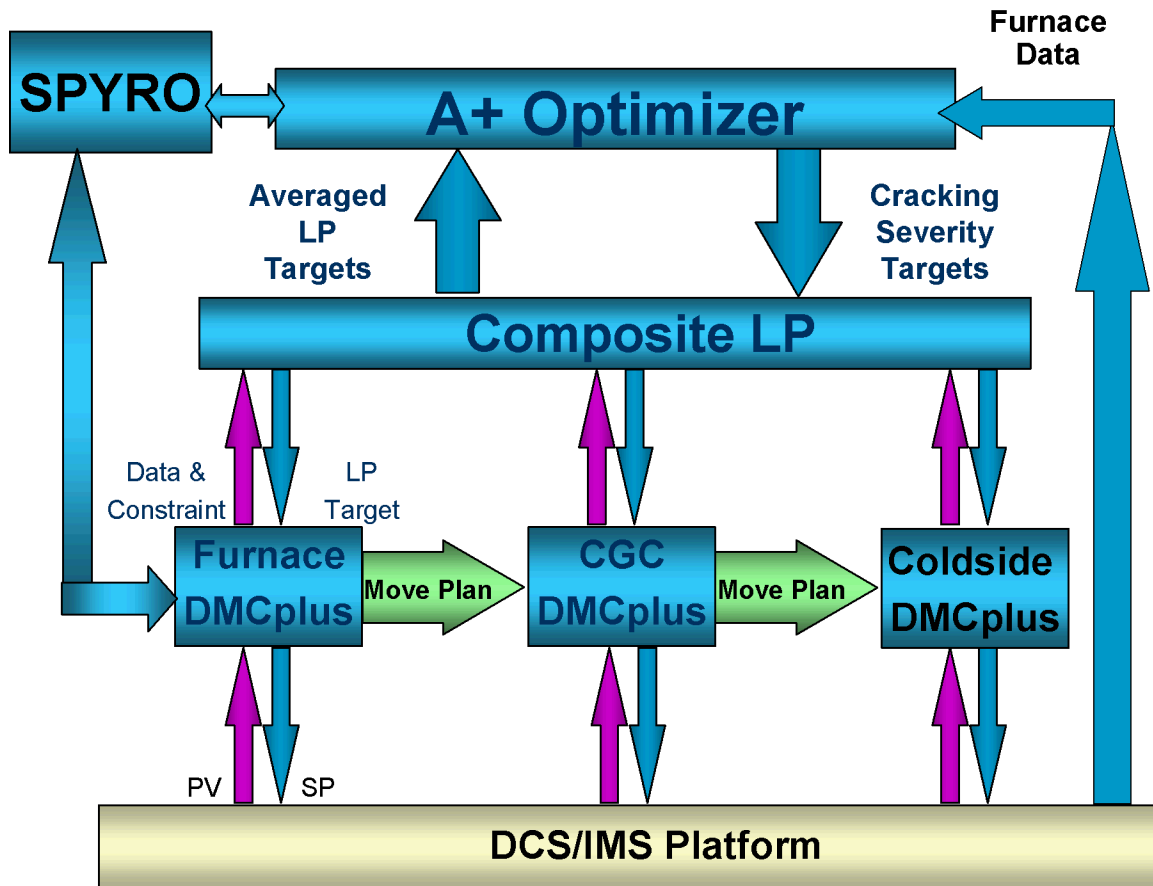 Furnace
Data
SPYRO
A+ Optimizer
Averaged
LP
Targets
Cracking
Severity
Targets
Composite LP
Data &
Constraint
LP
Target
Furnace
DMCplus
Move Plan
CGC
DMCplus
Move Plan
Coldside
DMCplus
PV
SP
DCS/IMS Platform